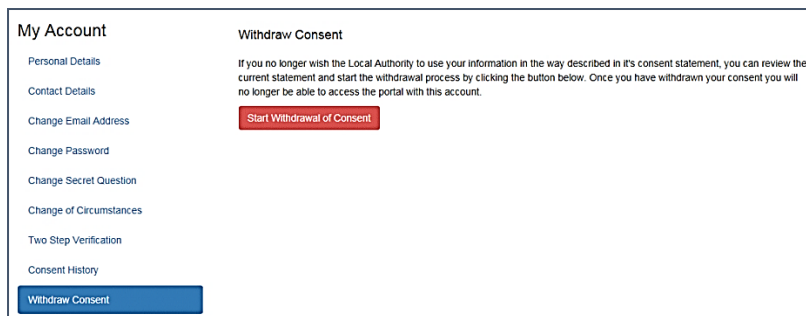 My Account
Personal Details
Contact Details
Change Email Address
Change Password
Change Secret Question
Change of Circumstances
Two Step Verification
Consent History
Withdraw Consent
Withdraw Consent
If you no longer wish the Local Authority to use your information in the way described in it's consent statement, you can review the
current statement and start the withdrawal process by clicking the button below. Once you have withdrawn your consent you will
no longer be able to access the portal with this account.
Start Withdrawal of Consent